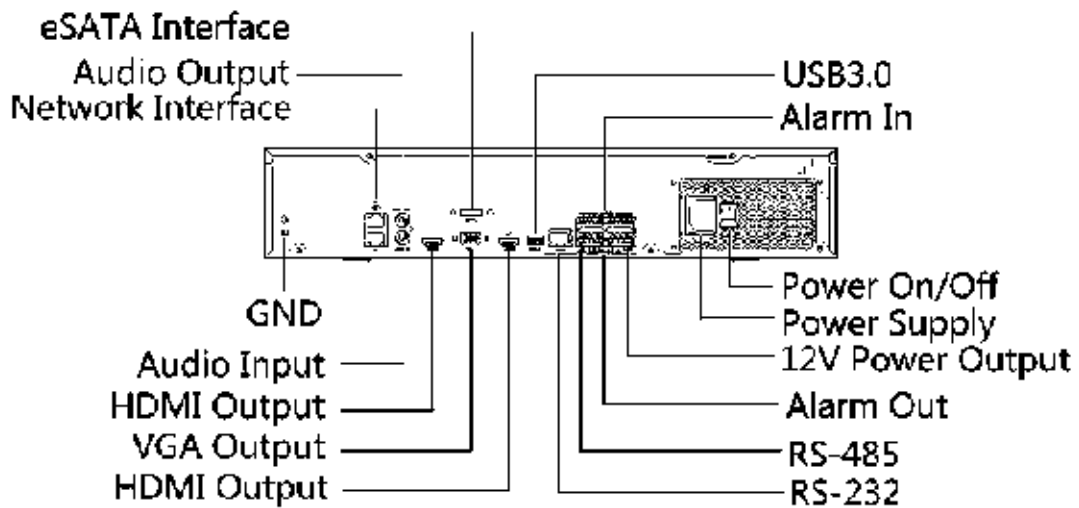 eSATA Interface
Audio Output
Network Interface
USB3.0
Alarm In
GND
Audio Input
HDMI Output
VGA Output
HDMI Output
Power On/Off
Power Supply
12V Power Output
Alarm Out
RS-485
RS-232